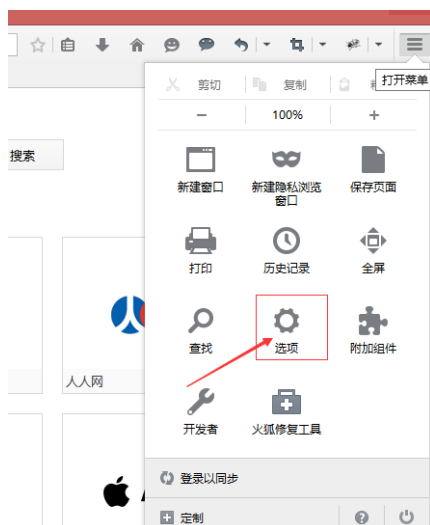 打开菜单
剪切
复制
100%
搜索
新建窗口
新建隐私浏览
窗口
保存页面
打印
历史记录
全屏
查找
选项
附加组件
人人网
开发者
火狐修复工具
登录以同步
定制